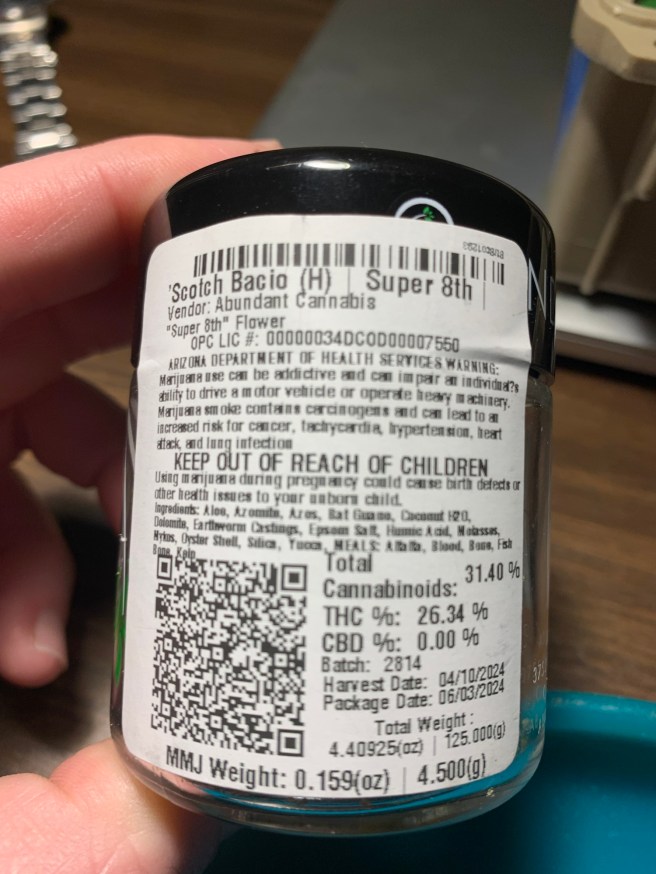 'Scotch Bacio (H) | Super 8th
Vendor: Abundant Cannabis
"Super 8th" Flower
OPC LIC #: 00000034DCOD00007550
ARIZONA DEPARTMENT OF HEALTH SERVICES WARNING:
Marijuana use can be addictive and can impair an individual?s
ability to drive a motor vehicle or operate heavy machinery.
Marijuana smoke contains carcinogens and can lead to an
increased risk for cancer, tachycardia, hypertension, heart
attack, and lung infection
KEEP OUT OF REACH OF CHILDREN
Using marijuana during pregnancy could cause birth defects or
other health issues to your unborn child.
Ingredients: Aloe, Azomite, Azos, Bat Guano, Coconut H2O,
Dolomite, Earthworm Castings, Epsom Salt, Humic Acid, Molasses,
Mykos, Oyster Shell, Silica, Yucca, MEALS: Alfalfa, Blood, Bone, Fish
Bone, Kelp
Total
Cannabinoids: 31.40 %
THC %: 26.34 %
CBD %: 0.00 %
Batch: 2814
Harvest Date: 04/10/2024
Package Date: 06/03/2024
Total Weight :
4.40925(oz) | 125.000(g)
MMJ Weight: 0.159(oz) | 4.500(g)